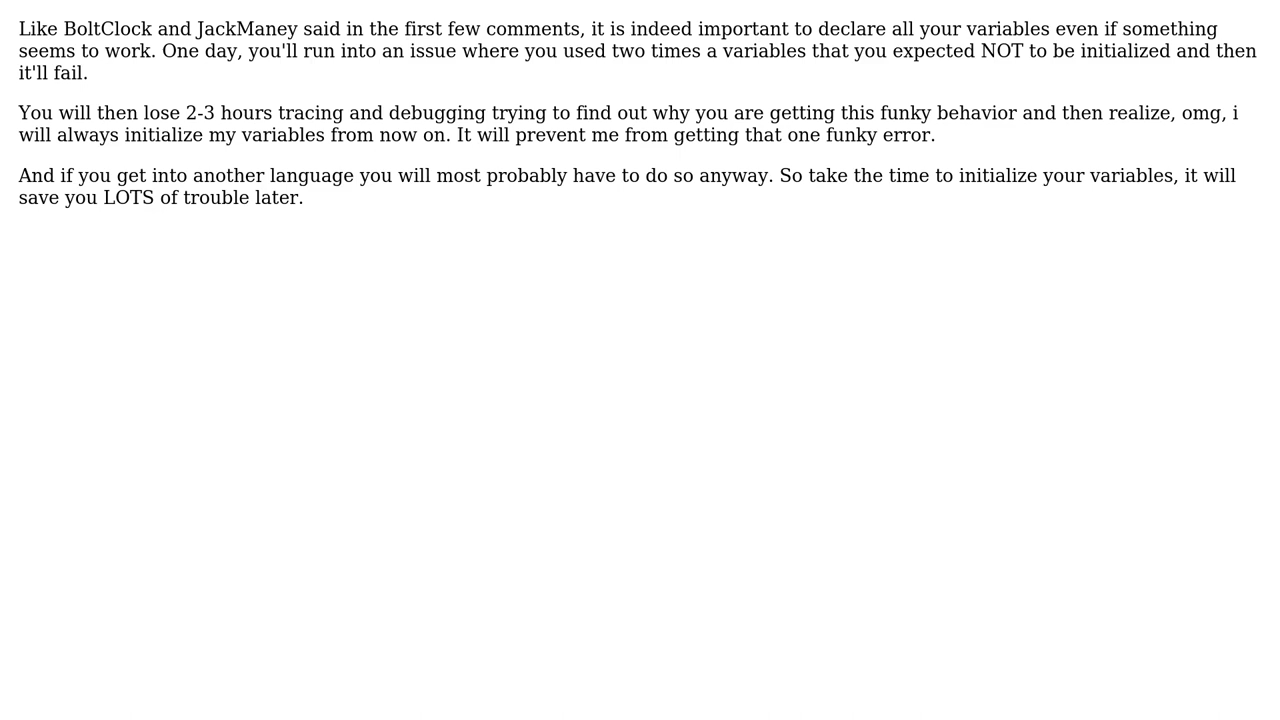 Like BoltClock and JackManey said in the first few comments, it is indeed important to declare all your variables even if something
seems to work. One day, you'll run into an issue where you used two times a variables that you expected NOT to be initialized and then
it'll fail.
You will then lose 2-3 hours tracing and debugging trying to find out why you are getting this funky behavior and then realize, omg, i
will always initialize my variables from now on. It will prevent me from getting that one funky error.
And if you get into another language you will most probably have to do so anyway. So take the time to initialize your variables, it will
save you LOTS of trouble later.